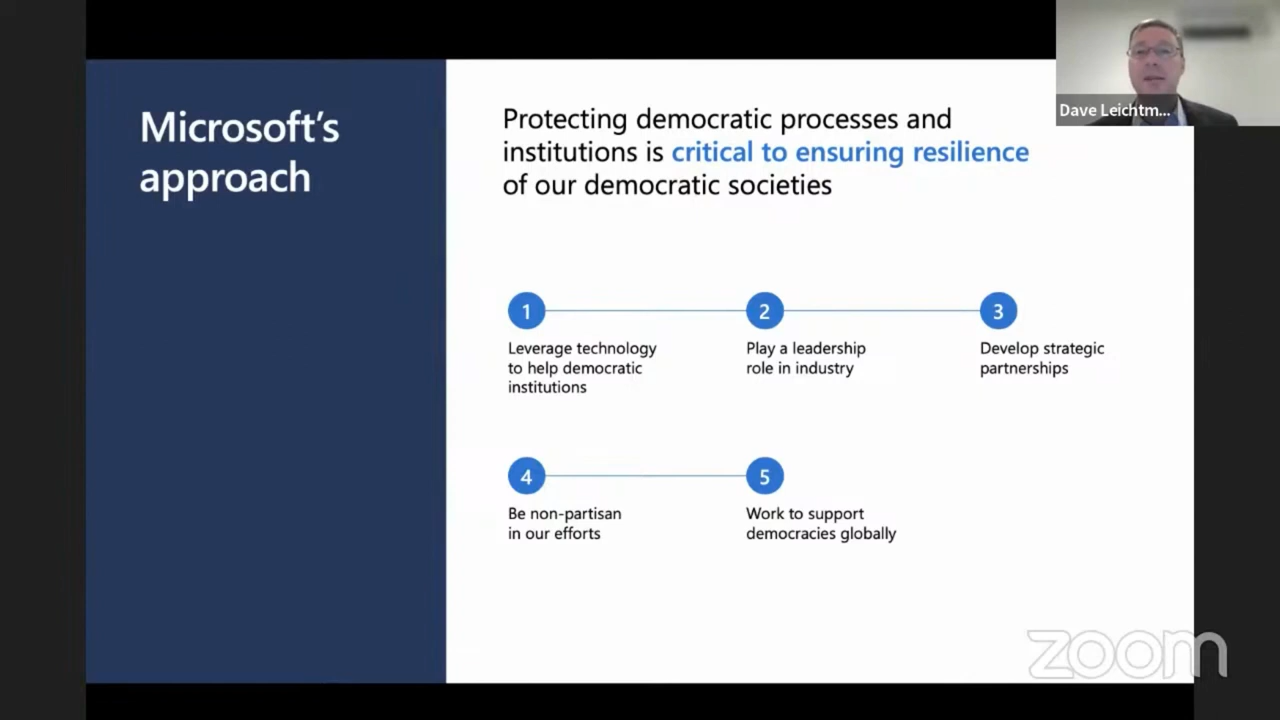 Microsoft's
approach
Protecting democratic processes and
institutions is critical to ensuring resilience
of our democratic societies
Dave Leichtm...
1
2
3
Leverage technology
to help democratic
institutions
Play a leadership
role in industry
Develop strategic
partnerships
4
5
Be non-partisan
in our efforts
Work to support
democracies globally
zoom